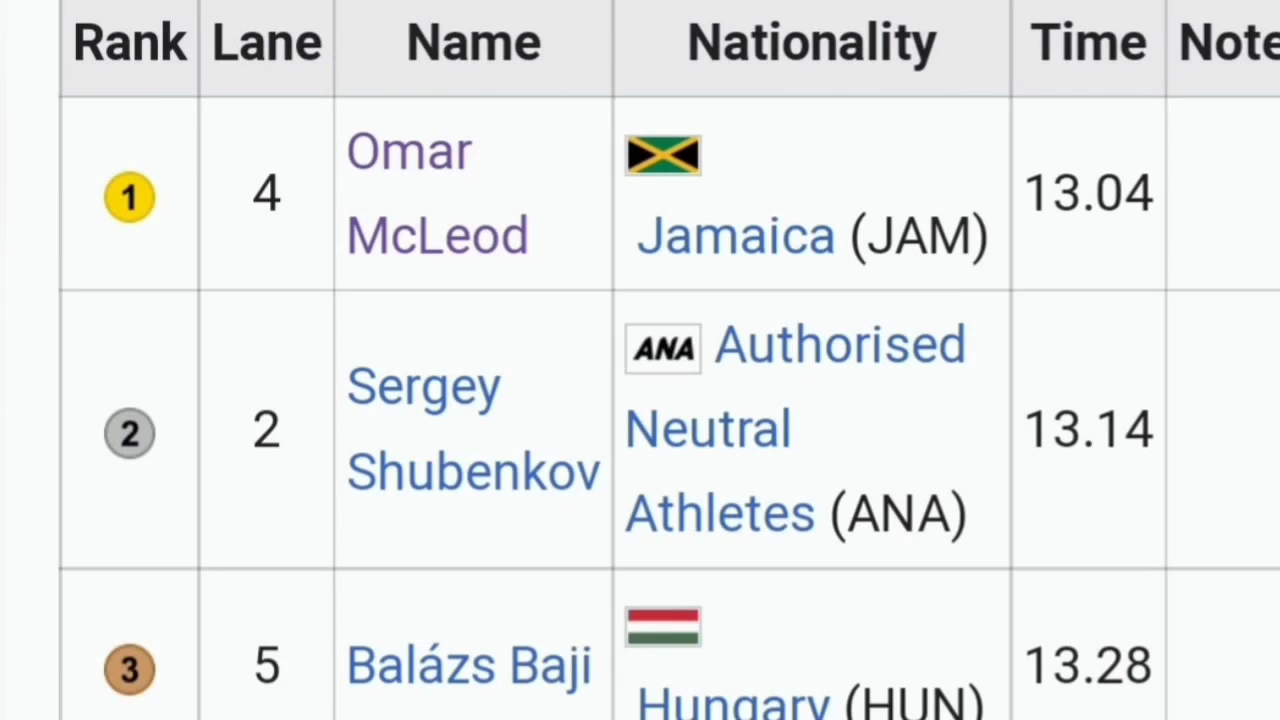 Rank Lane Name Nationality Time Note
1 4 Omar McLeod Jamaica (JAM) 13.04
2 2 Sergey Shubenkov ANA Authorised Neutral Athletes (ANA) 13.14
3 5 Balázs Baji Hungary (HUN) 13.28